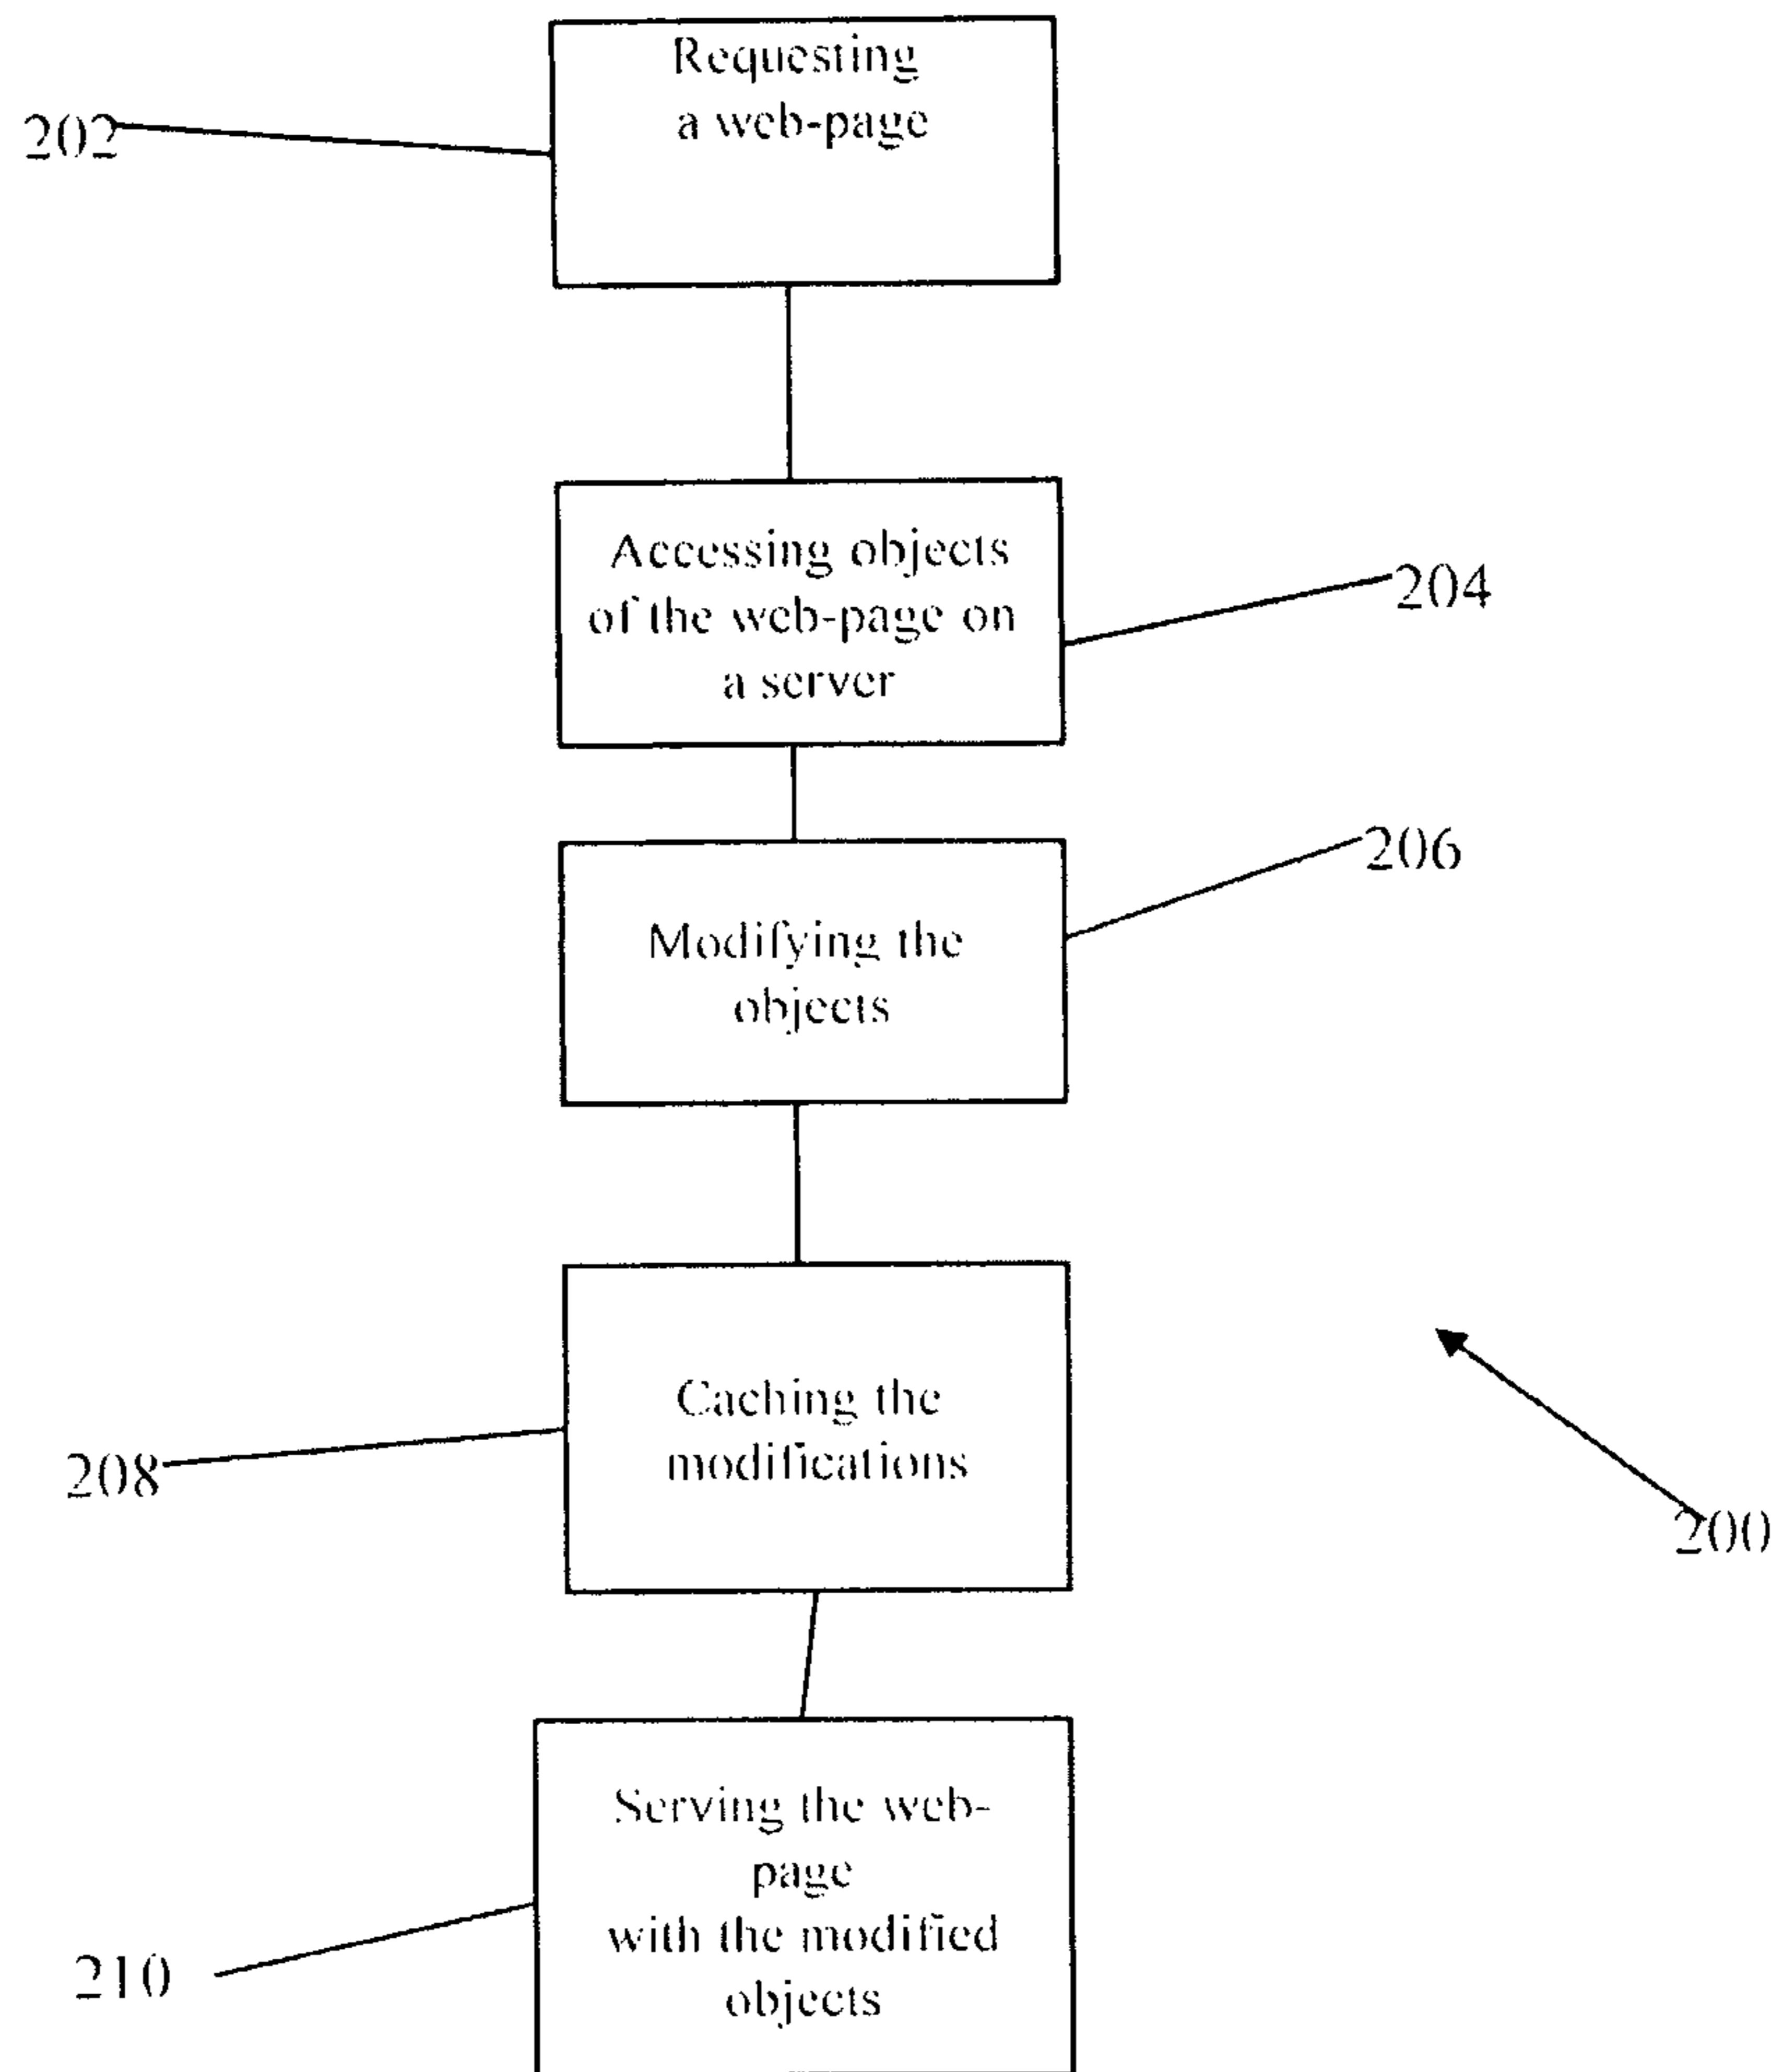 Requesting
a web-page
202
Accessing objects
of the web-page on
a server
204
206
Modifying the
objects
Caching the
modifications
208
200
Serving the web-
page
with the modified
objects
210